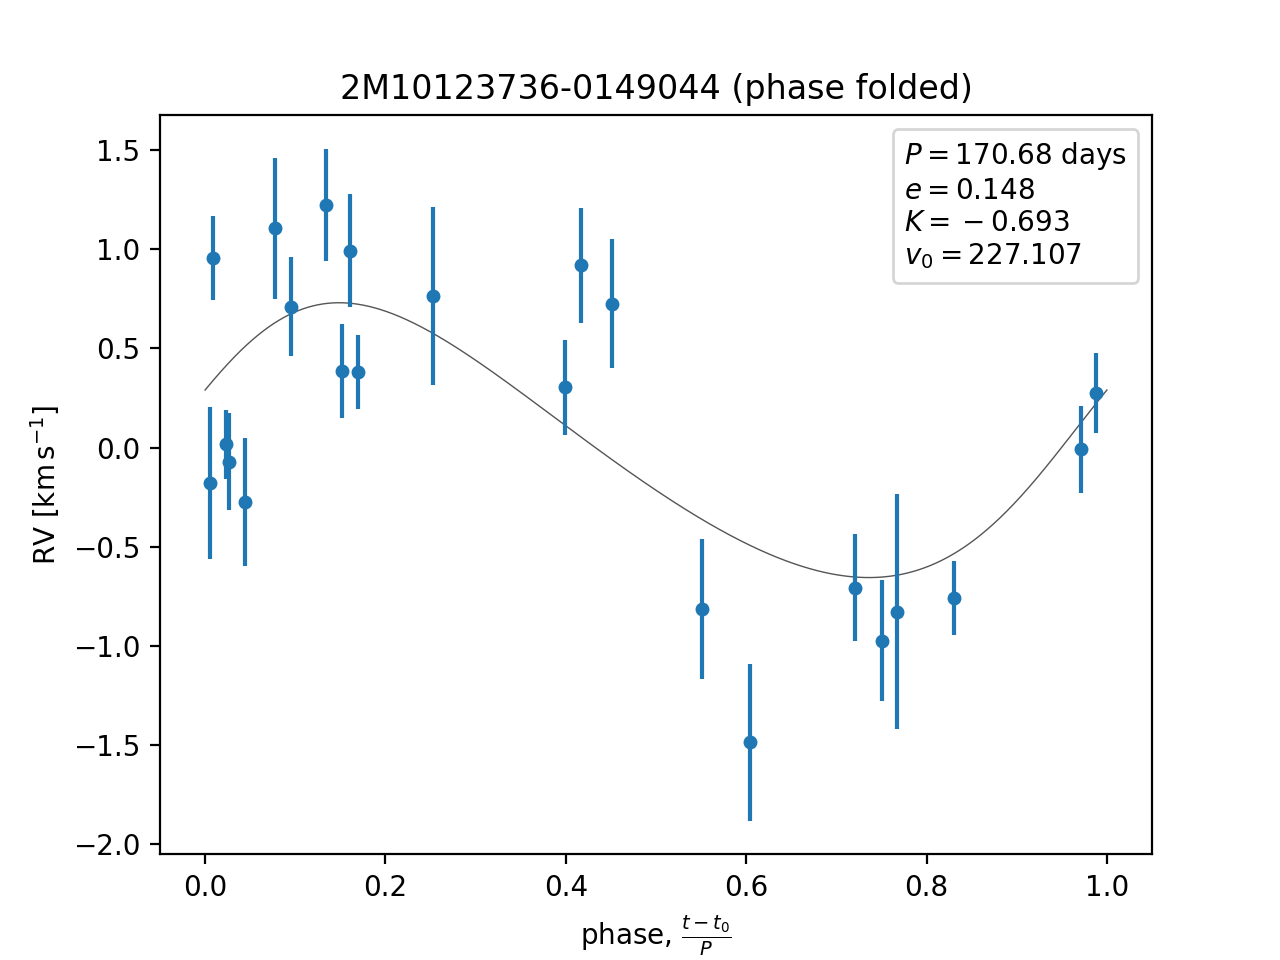 2M10123736-0149044 (phase folded)
P = 170.68 days
e = 0.148
K = −0.693
v₀ = 227.107
1.5
1.0
0.5
0.0
−0.5
−1.0
−1.5
−2.0
RV [km s⁻¹]
0.0 0.2 0.4 0.6 0.8 1.0
phase, (t − t₀)/P